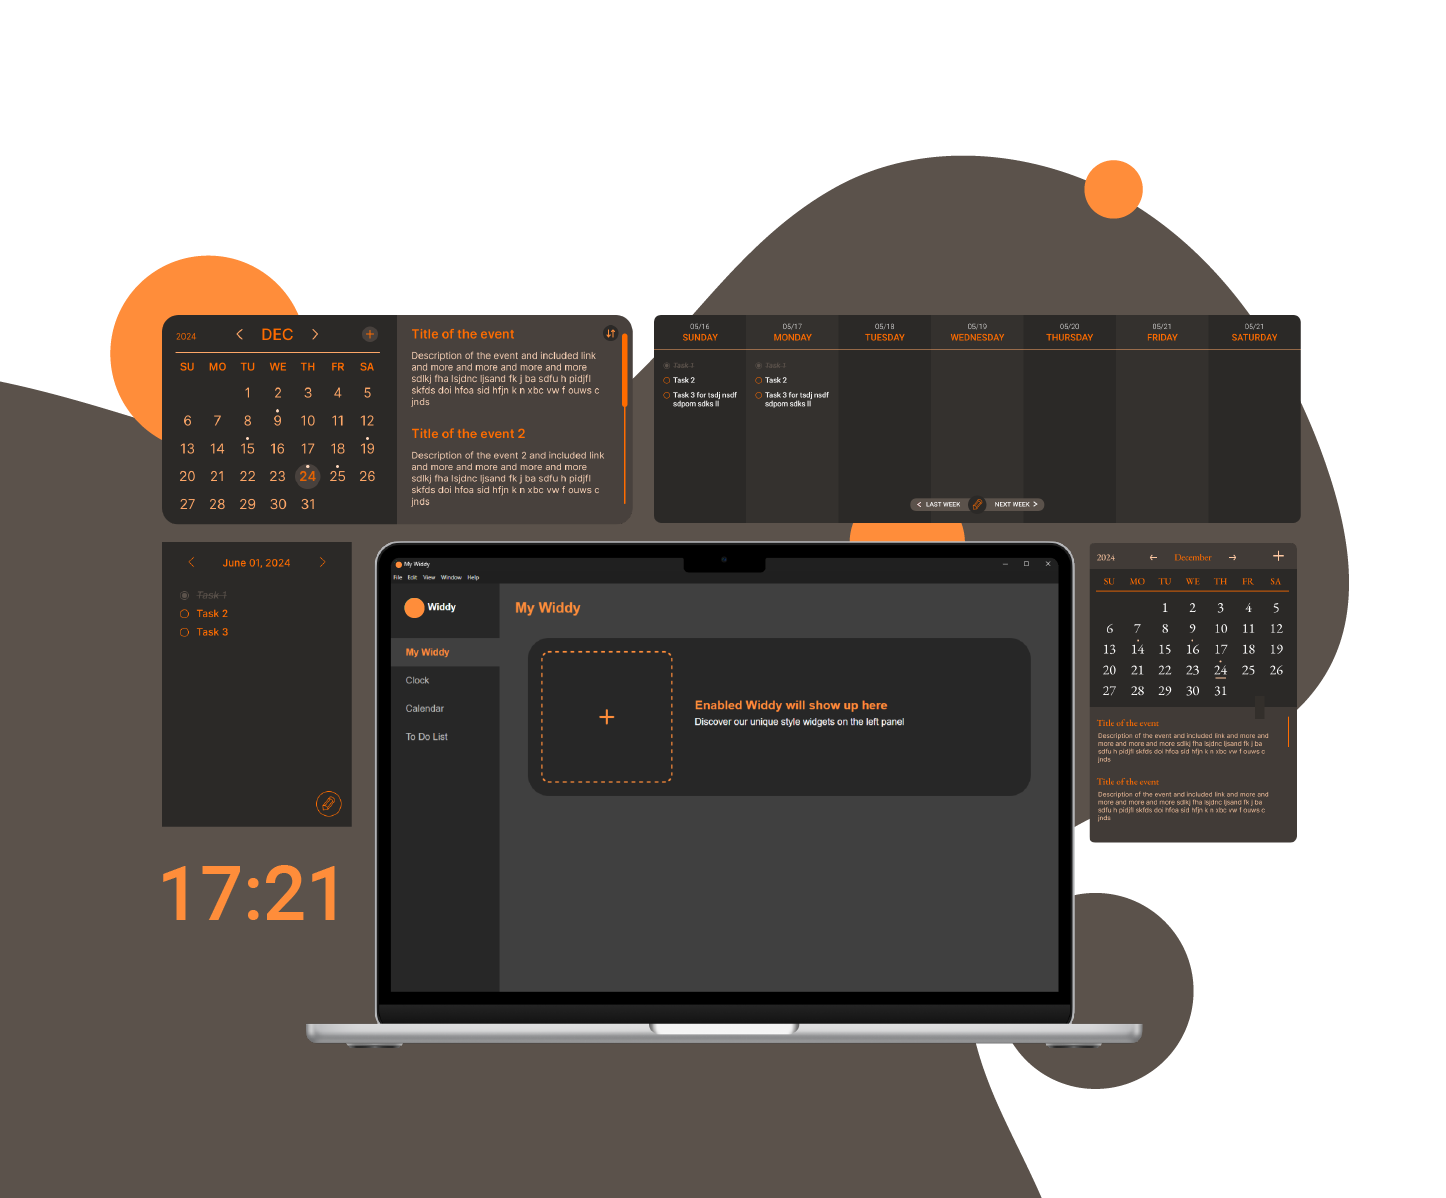 2024 < DEC > +
SU MO TU WE TH FR SA
1 2 3 4 5
6 7 8 9 10 11 12
13 14 15 16 17 18 19
20 21 22 23 24 25 26
27 28 29 30 31
Title of the event
Description of the event and included link
and more and more and more and more
sdlkj fha lsjdnc ljsand fk j ba sdfu h pidjfl
skfds doi hfoa sid hfjn k n xbc vw f ouws c
jnds
Title of the event 2
Description of the event 2 and included link
and more and more and more and more
sdlkj fha lsjdnc ljsand fk j ba sdfu h pidjfl
skfds doi hfoa sid hfjn k n xbc vw f ouws c
jnds
05/16 05/17 05/18 05/19 05/20 05/21 05/21
SUNDAY MONDAY TUESDAY WEDNESDAY THURSDAY FRIDAY SATURDAY
Task 1 Task 1
Task 2 Task 2
Task 3 for tsdj nsdf Task 3 for tsdj nsdf
sdpom sdks ll sdpom sdks ll
< LAST WEEK NEXT WEEK >
< June 01, 2024 >
Task 1
Task 2
Task 3
17:21
My Widdy
File Edit View Window Help
Widdy
My Widdy
Clock
Calendar
To Do List
My Widdy
+
Enabled Widdy will show up here
Discover our unique style widgets on the left panel
2024 ← December → +
SU MO TU WE TH FR SA
1 2 3 4 5
6 7 8 9 10 11 12
13 14 15 16 17 18 19
20 21 22 23 24 25 26
27 28 29 30 31
Title of the event
Description of the event and included link and more and
more and more and more sdlkj fha lsjdnc ljsand fk j ba
sdfu h pidjfl skfds doi hfoa sid hfjn k n xbc vw f ouws c
jnds
Title of the event
Description of the event and included link and more and
more and more and more sdlkj fha lsjdnc ljsand fk j ba
sdfu h pidjfl skfds doi hfoa sid hfjn k n xbc vw f ouws c
jnds